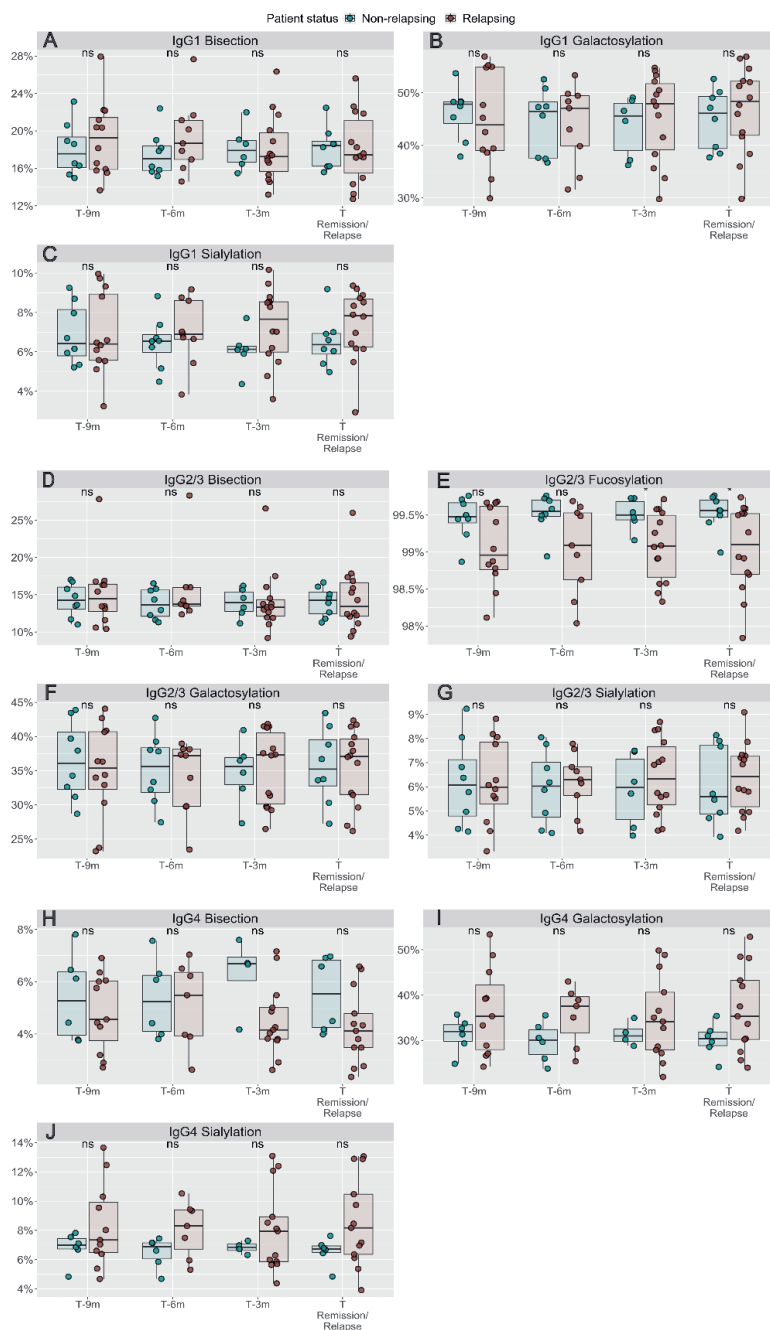 Patient status Non-relapsing Relapsing
A IgG1 Bisection
ns ns ns ns
28%
24%
20%
16%
12%
T-9m T-6m T-3m T
Remission/
Relapse
B IgG1 Galactosylation
ns ns ns ns
50%
40%
30%
T-9m T-6m T-3m T
Remission/
Relapse
C IgG1 Sialylation
ns ns ns ns
10%
8%
6%
4%
T-9m T-6m T-3m T
Remission/
Relapse
D IgG2/3 Bisection
ns ns ns ns
25%
20%
15%
10%
T-9m T-6m T-3m T
Remission/
Relapse
E IgG2/3 Fucosylation
ns ns * *
99.5%
99%
98.5%
98%
T-9m T-6m T-3m T
Remission/
Relapse
F IgG2/3 Galactosylation
ns ns ns ns
45%
40%
35%
30%
25%
T-9m T-6m T-3m T
Remission/
Relapse
G IgG2/3 Sialylation
ns ns ns ns
9%
8%
7%
6%
5%
4%
T-9m T-6m T-3m T
Remission/
Relapse
H IgG4 Bisection
ns ns ns ns
8%
6%
4%
T-9m T-6m T-3m T
Remission/
Relapse
I IgG4 Galactosylation
ns ns ns ns
50%
40%
30%
T-9m T-6m T-3m T
Remission/
Relapse
J IgG4 Sialylation
ns ns ns ns
14%
12%
10%
8%
6%
4%
T-9m T-6m T-3m T
Remission/
Relapse